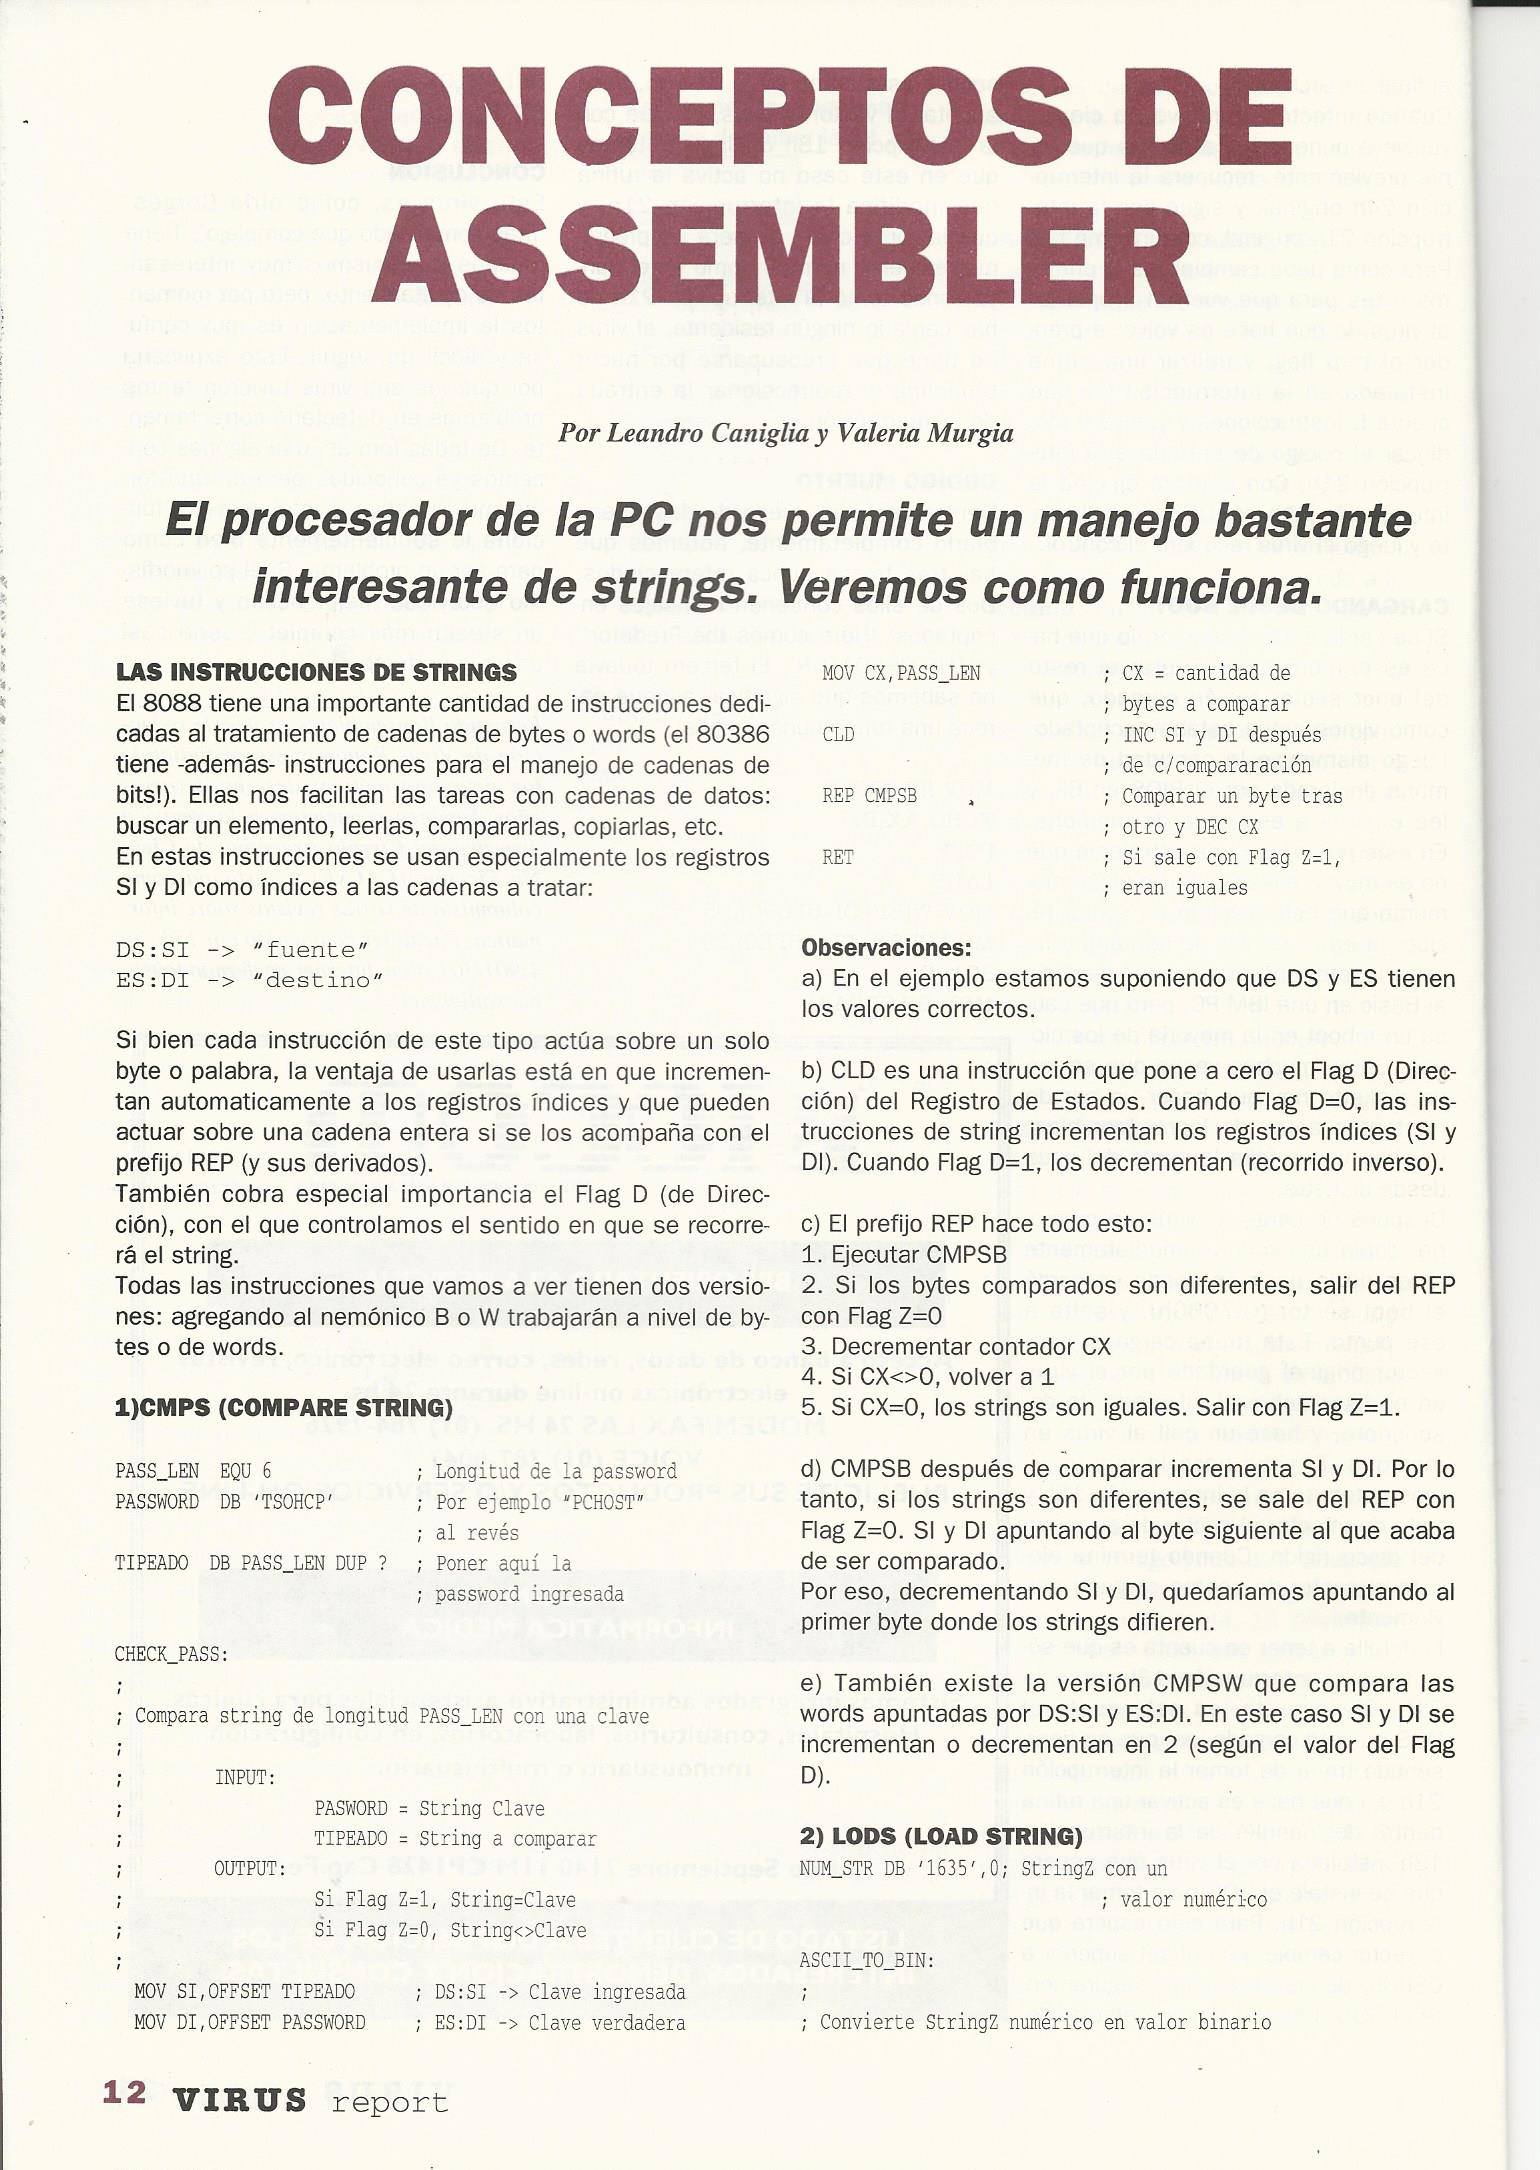 CONCEPTOS DE
ASSEMBLER
Por Leandro Caniglia y Valeria Murgia
El procesador de la PC nos permite un manejo bastante
interesante de strings. Veremos como funciona.
LAS INSTRUCCIONES DE STRINGS
El 8088 tiene una importante cantidad de instrucciones dedi-
cadas al tratamiento de cadenas de bytes o words (el 80386
tiene -además- instrucciones para el manejo de cadenas de
bits!). Ellas nos facilitan las tareas con cadenas de datos:
buscar un elemento, leerlas, compararlas, copiarlas, etc.
En estas instrucciones se usan especialmente los registros
SI y DI como índices a las cadenas a tratar:
DS:SI -> "fuente"
ES:DI -> "destino"
Si bien cada instrucción de este tipo actúa sobre un solo
byte o palabra, la ventaja de usarlas está en que incremen-
tan automaticamente a los registros índices y que pueden
actuar sobre una cadena entera si se los acompaña con el
prefijo REP (y sus derivados).
También cobra especial importancia el Flag D (de Direc-
ción), con el que controlamos el sentido en que se recorre-
rá el string.
Todas las instrucciones que vamos a ver tienen dos versio-
nes: agregando al nemónico B o W trabajarán a nivel de by-
tes o de words.
1)CMPS (COMPARE STRING)
PASS_LEN EQU 6 ; Longitud de la password
PASSWORD DB 'TSOHCP' ; Por ejemplo "PCHOST"
; al revés
TIPEADO DB PASS_LEN DUP ? ; Poner aquí la
; password ingresada
CHECK_PASS:
;
; Compara string de longitud PASS_LEN con una clave
;
; INPUT:
; PASWORD = String Clave
; TIPEADO = String a comparar
; OUTPUT:
; Si Flag Z=1, String=Clave
; Si Flag Z=0, String<>Clave
;
MOV SI,OFFSET TIPEADO ; DS:SI -> Clave ingresada
MOV DI,OFFSET PASSWORD ; ES:DI -> Clave verdadera
MOV CX,PASS_LEN ; CX = cantidad de
; bytes a comparar
CLD ; INC SI y DI después
; de c/compararación
REP CMPSB ; Comparar un byte tras
; otro y DEC CX
RET ; Si sale con Flag Z=1,
; eran iguales
Observaciones:
a) En el ejemplo estamos suponiendo que DS y ES tienen
los valores correctos.
b) CLD es una instrucción que pone a cero el Flag D (Direc-
ción) del Registro de Estados. Cuando Flag D=0, las ins-
trucciones de string incrementan los registros índices (SI y
DI). Cuando Flag D=1, los decrementan (recorrido inverso).
c) El prefijo REP hace todo esto:
1. Ejecutar CMPSB
2. Si los bytes comparados son diferentes, salir del REP
con Flag Z=0
3. Decrementar contador CX
4. Si CX<>0, volver a 1
5. Si CX=0, los strings son iguales. Salir con Flag Z=1.
d) CMPSB después de comparar incrementa SI y DI. Por lo
tanto, si los strings son diferentes, se sale del REP con
Flag Z=0. SI y DI apuntando al byte siguiente al que acaba
de ser comparado.
Por eso, decrementando SI y DI, quedaríamos apuntando al
primer byte donde los strings difieren.
e) También existe la versión CMPSW que compara las
words apuntadas por DS:SI y ES:DI. En este caso SI y DI se
incrementan o decrementan en 2 (según el valor del Flag
D).
2) LODS (LOAD STRING)
NUM_STR DB '1635',0; StringZ con un
; valor numérico
ASCII_TO_BIN:
;
; Convierte StringZ numérico en valor binario
12 VIRUS report